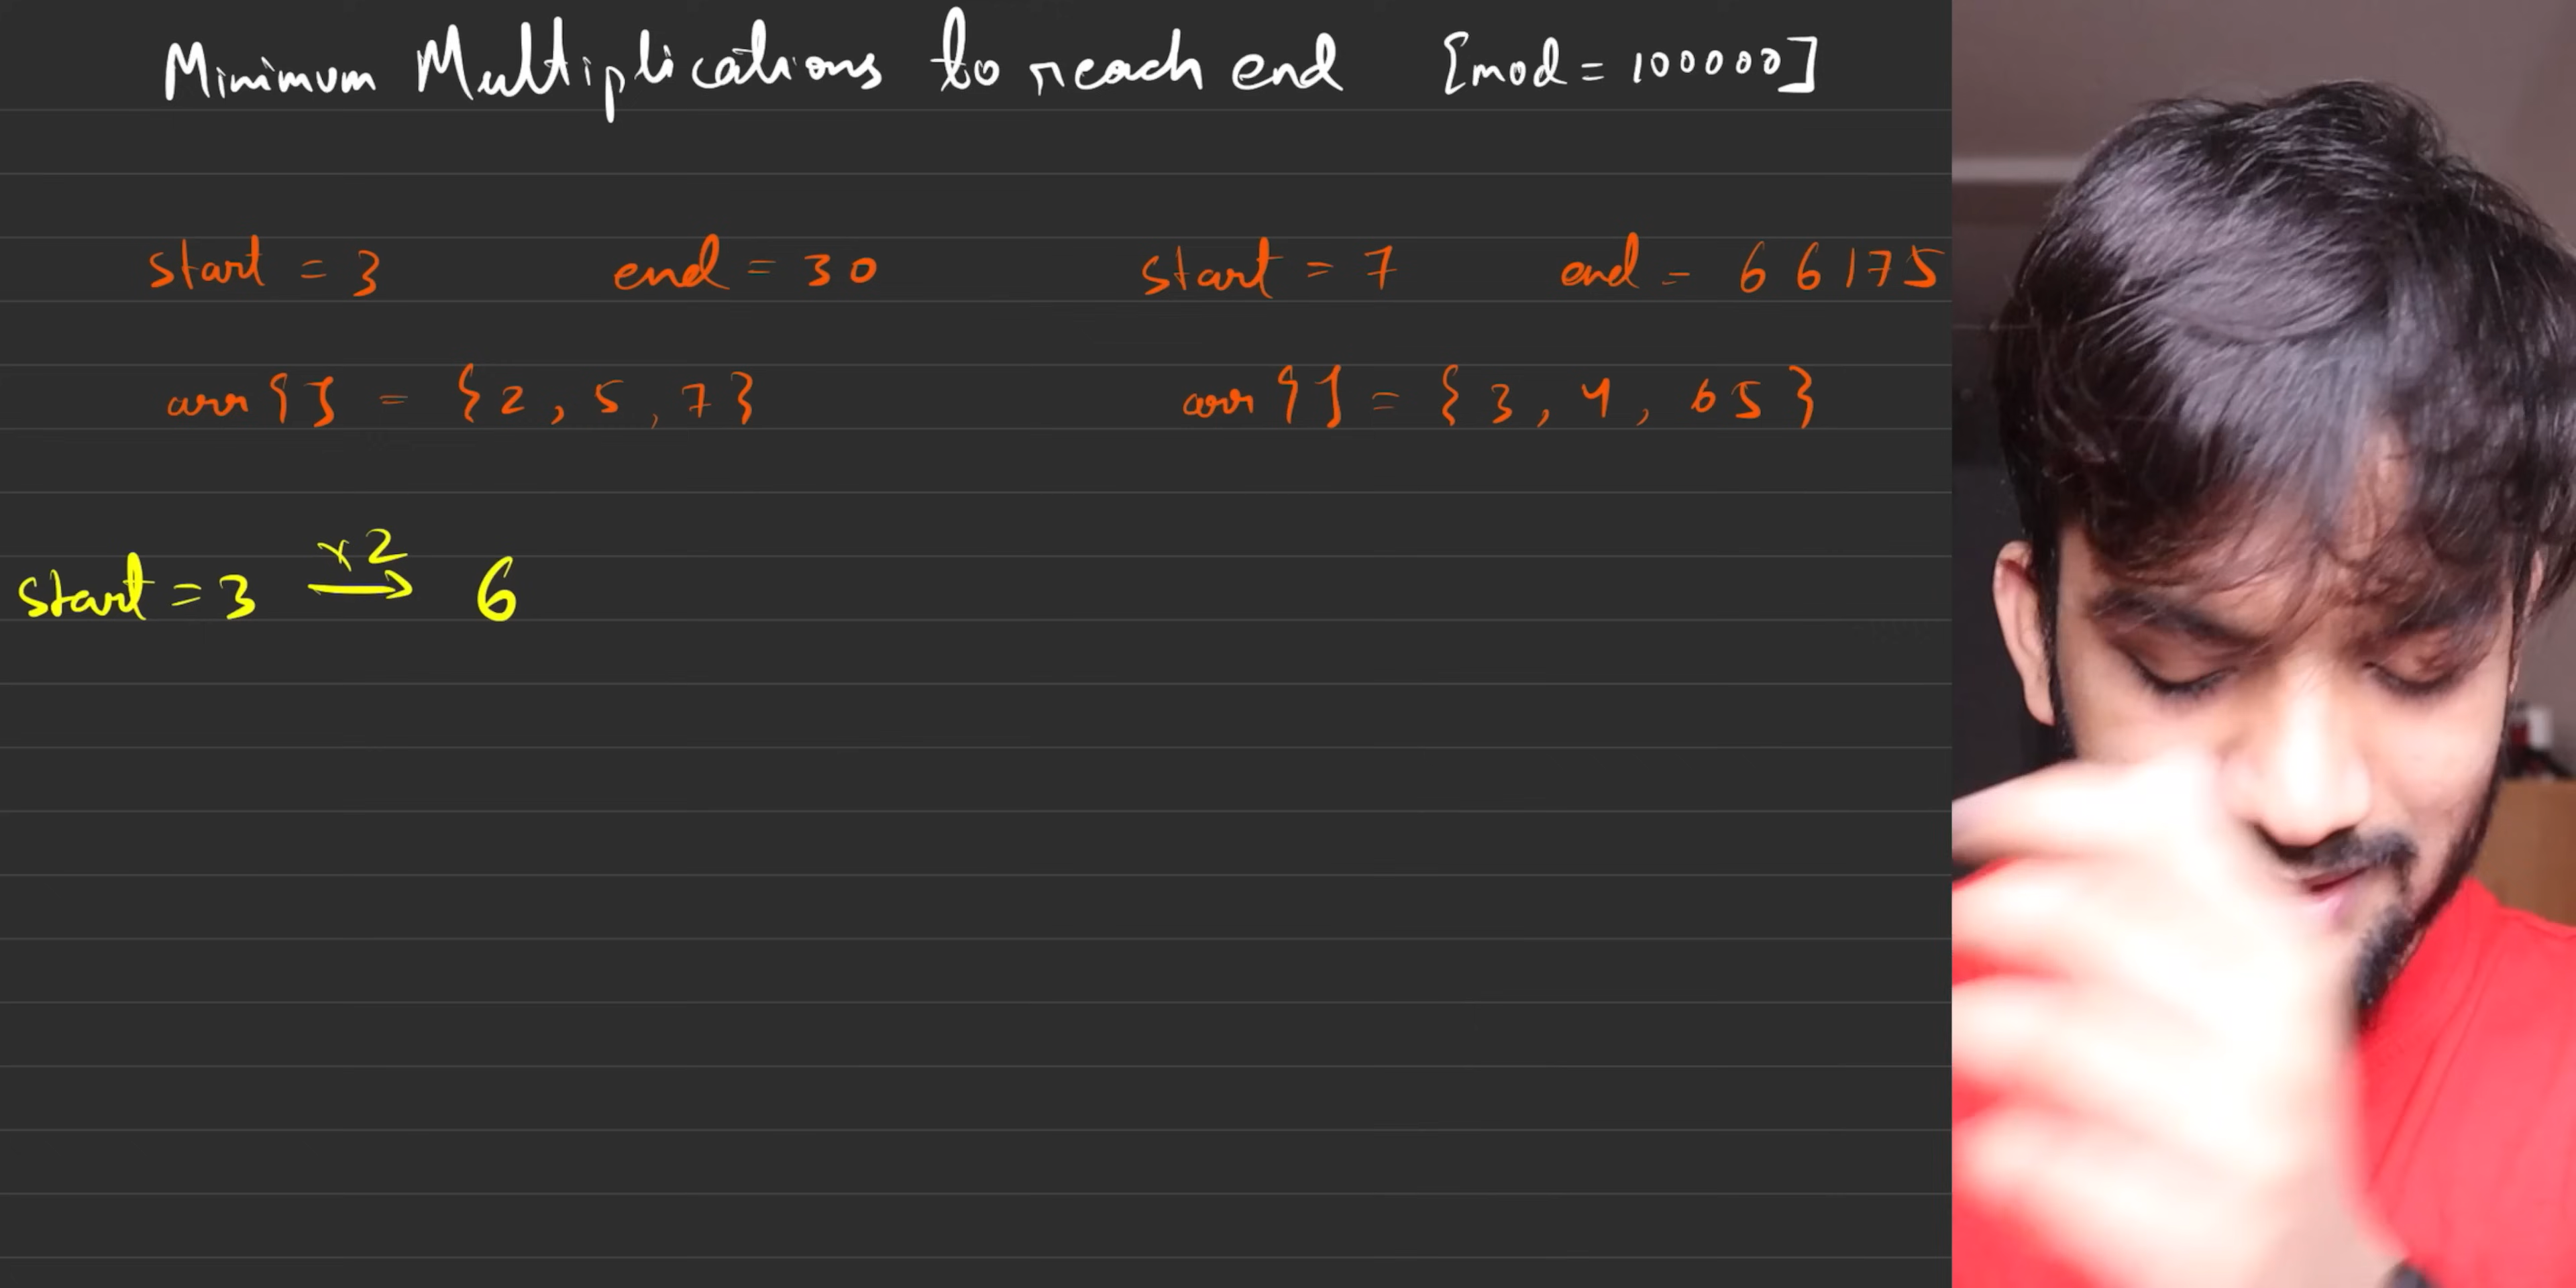 Minimum Multiplications to reach end [mod = 100000]
start = 3 end = 30 start = 7 end = 66175
arr{} = {2, 5, 7} arr{} = {3, 4, 65}
start = 3 ×2→ 6